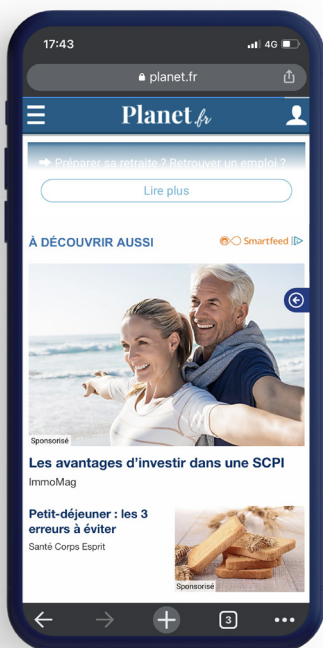 17:43
4G
planet.fr
Planet.fr
➡ Préparer sa retraite ? Retrouver un emploi ?
Lire plus
À DÉCOUVRIR AUSSI
Smartfeed
Sponsorisé
Les avantages d'investir dans une SCPI
ImmoMag
Petit-déjeuner : les 3
erreurs à éviter
Santé Corps Esprit
Sponsorisé
3